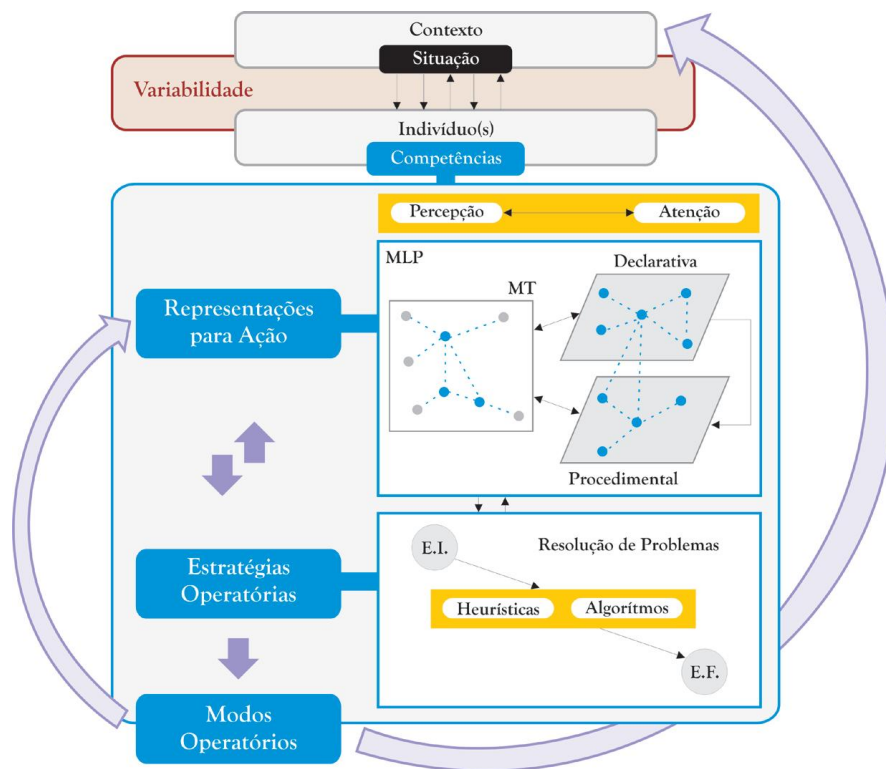 Contexto
Situação
Variabilidade
Indivíduo(s)
Competências
Percepção
Atenção
MLP
Declarativa
MT
Representações
para Ação
Procedimental
E.I.
Resolução de Problemas
Estratégias
Operatórias
Heurísticas
Algorítmos
E.F.
Modos
Operatórios